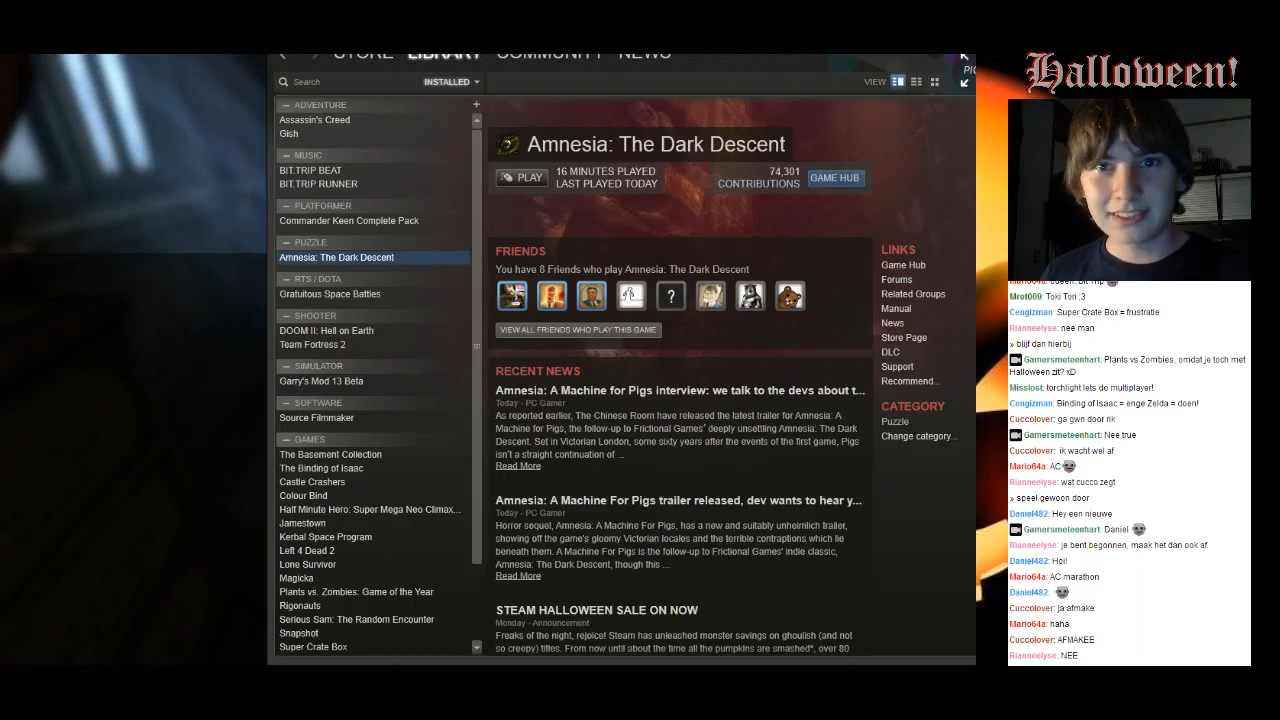 STORE LIBRARY COMMUNITY NEWS
Search INSTALLED VIEW
ADVENTURE
Assassin's Creed
Gish
MUSIC
BIT.TRIP BEAT
BIT.TRIP RUNNER
PLATFORMER
Commander Keen Complete Pack
PUZZLE
Amnesia: The Dark Descent
RTS / DOTA
Gratuitous Space Battles
SHOOTER
DOOM II: Hell on Earth
Team Fortress 2
SIMULATOR
Garry's Mod 13 Beta
SOFTWARE
Source Filmmaker
GAMES
The Basement Collection
The Binding of Isaac
Castle Crashers
Colour Bind
Half Minute Hero: Super Mega Neo Climax...
Jamestown
Kerbal Space Program
Left 4 Dead 2
Lone Survivor
Magicka
Plants vs. Zombies: Game of the Year
Rigonauts
Serious Sam: The Random Encounter
Snapshot
Super Crate Box
Amnesia: The Dark Descent
PLAY
16 MINUTES PLAYED
LAST PLAYED TODAY
74,301
CONTRIBUTIONS
GAME HUB
FRIENDS
You have 8 Friends who play Amnesia: The Dark Descent
?
VIEW ALL FRIENDS WHO PLAY THIS GAME
RECENT NEWS
Amnesia: A Machine for Pigs interview: we talk to the devs about t...
Today - PC Gamer
As reported earlier, The Chinese Room have released the latest trailer for Amnesia: A
Machine for Pigs, the follow-up to Frictional Games' deeply unsettling Amnesia: The Dark
Descent. Set in Victorian London, some sixty years after the events of the first game, Pigs
isn't a straight continuation of ...
Read More
Amnesia: A Machine For Pigs trailer released, dev wants to hear y...
Today - PC Gamer
Horror sequel, Amnesia: A Machine For Pigs, has a new and suitably unheimlich trailer,
showing off the game's gloomy Victorian locales and the terrible contraptions which lie
beneath them. A Machine For Pigs is the follow-up to Frictional Games' indie classic,
Amnesia: The Dark Descent, though this ...
Read More
STEAM HALLOWEEN SALE ON NOW
Monday - Announcement
Freaks of the night, rejoice! Steam has unleashed monster savings on ghoulish (and not
so creepy) titles. From now until about the time all the pumpkins are smashed*, over 80
LINKS
Game Hub
Forums
Related Groups
Manual
News
Store Page
DLC
Support
Recommend...
CATEGORY
Puzzle
Change category...
Halloween!
Mret009: Toki Tori ;3
Cengizman: Super Crate Box = frustratie
Rianneelyse: nee man
» blijf dan hierbij
Gamersmeteenhart: Plants vs Zombies, omdat je toch met
Halloween zit? xD
Misslost: torchlight lets do multiplayer!
Cengizman: Binding of Isaac = enge Zelda = doen!
Cuccolover: ga gwn door rik
Gamersmeteenhart: Nee true
Cuccolover: ik wacht wel af
Mario64a: AC
Rianneelyse: wat cucco zegt
» speel gewoon door
Daniel482: Hey een nieuwe
Gamersmeteenhart: Daniel
Rianneelyse: je bent begonnen, maak het dan ook af.
Daniel482: Hoi!
Mario64a: AC marathon
Daniel482:
Cuccolover: ja afmake
Mario64a: haha
Cuccolover: AFMAKEE
Rianneelyse: NEE